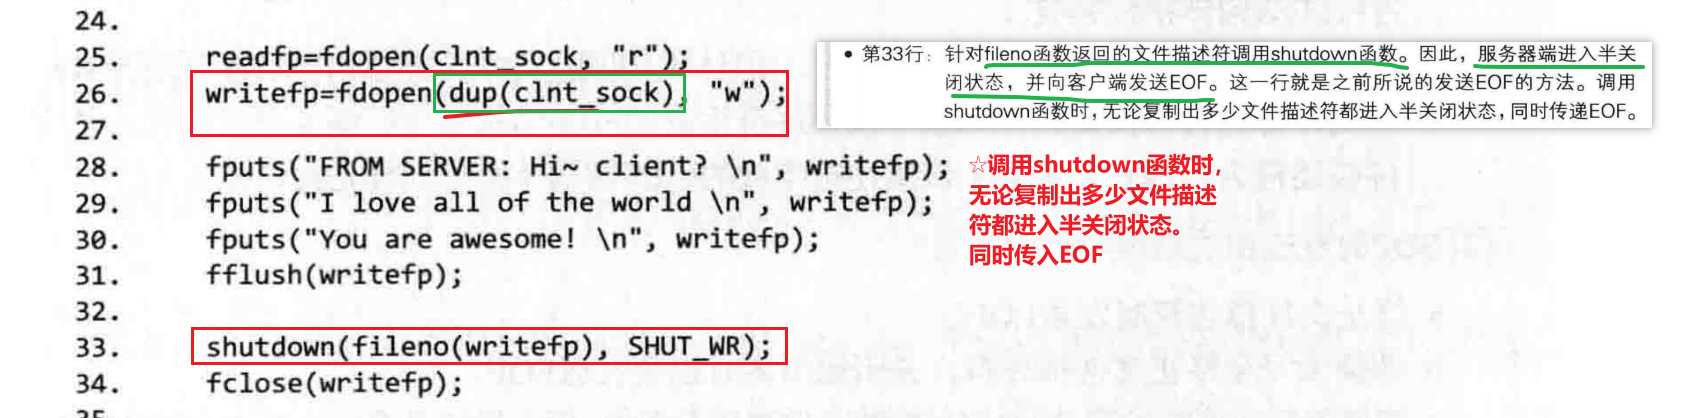 24.
25. readfp=fdopen(clnt_sock, "r");
26. writefp=fdopen(dup(clnt_sock), "w");
27.
28. fputs("FROM SERVER: Hi~ client? \n", writefp);
29. fputs("I love all of the world \n", writefp);
30. fputs("You are awesome! \n", writefp);
31. fflush(writefp);
32.
33. shutdown(fileno(writefp), SHUT_WR);
34. fclose(writefp);
• 第33行：针对fileno函数返回的文件描述符调用shutdown函数。因此，服务器端进入半关
闭状态，并向客户端发送EOF。这一行就是之前所说的发送EOF的方法。调用
shutdown函数时，无论复制出多少文件描述符都进入半关闭状态，同时传递EOF。
☆调用shutdown函数时，
无论复制出多少文件描述
符都进入半关闭状态。
同时传入EOF